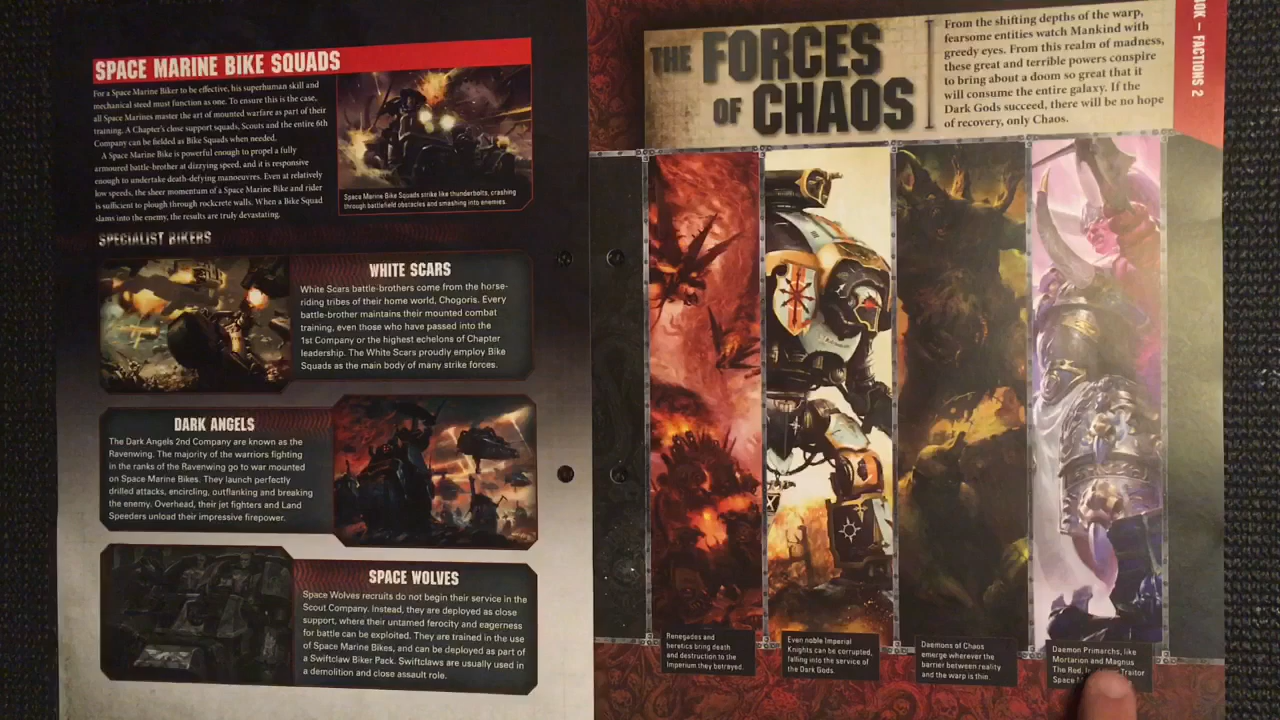 SPACE MARINE BIKE SQUADS
For a Space Marine Biker to be effective, his superhuman skill and
mechanical steed must function as one. To ensure this is the case,
all Space Marines master the art of mounted warfare as part of their
training. A Chapter's close support squads, Scouts and the entire 6th
Company can be fielded as Bike Squads when needed.
A Space Marine Bike is powerful enough to propel a fully
armoured battle-brother at dizzying speed, and it is responsive
enough to undertake death-defying manoeuvres. Even at relatively
low speeds, the sheer momentum of a Space Marine Bike and rider
is sufficient to plough through rockcrete walls. When a Bike Squad
slams into the enemy, the results are truly devastating.
Space Marine Bike Squads strike like thunderbolts, crashing
through battlefield obstacles and smashing into enemies.
SPECIALIST BIKERS
WHITE SCARS
White Scars battle-brothers come from the horse-
riding tribes of their home world, Chogoris. Every
battle-brother maintains their mounted combat
training, even those who have passed into the
1st Company or the highest echelons of Chapter
leadership. The White Scars proudly employ Bike
Squads as the main body of many strike forces.
DARK ANGELS
The Dark Angels 2nd Company are known as the
Ravenwing. The majority of the warriors fighting
in the ranks of the Ravenwing go to war mounted
on Space Marine Bikes. They launch perfectly
drilled attacks, encircling, outflanking and breaking
the enemy. Overhead, their jet fighters and Land
Speeders unload their impressive firepower.
SPACE WOLVES
Space Wolves recruits do not begin their service in the
Scout Company. Instead, they are deployed as close
support, where their untamed ferocity and eagerness
for battle can be exploited. They are trained in the use
of Space Marine Bikes, and can be deployed as part of
a Swiftclaw Biker Pack. Swiftclaws are usually used in
a demolition and close assault role.
THE FORCES
OF CHAOS
From the shifting depths of the warp,
fearsome entities watch Mankind with
greedy eyes. From this realm of madness,
these great and terrible powers conspire
to bring about a doom so great that it
will consume the entire galaxy. If the
Dark Gods succeed, there will be no hope
of recovery, only Chaos.
– FACTIONS 2
Renegades and
heretics bring death
and destruction to the
Imperium they betrayed.
Even noble Imperial
Knights can be corrupted,
falling into the service of
the Dark Gods.
Daemons of Chaos
emerge wherever the
barrier between reality
and the warp is thin.
Daemon Primarchs, like
Mortarion and Magnus
The Red, Traitor
Space